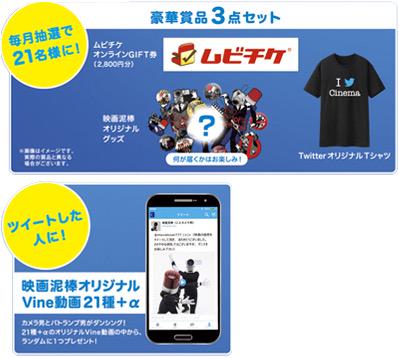 豪華賞品3点セット
毎月抽選で
21名様に!
ムビチケ
オンラインGIFT券
(2,800円分)
ムビチケ
I
Cinema
映画泥棒
オリジナル
グッズ
?
何が届くかはお楽しみ!
※画像はイメージです。
実際の賞品と異なる
場合がございます。
TwitterオリジナルTシャツ
ツイートした
人に!
映画泥棒オリジナル
Vine動画21種+α
カメラ男とパトランプ男がダンシング!
21種+αのオリジナルVine動画の中から、
ランダムに1つプレゼント!